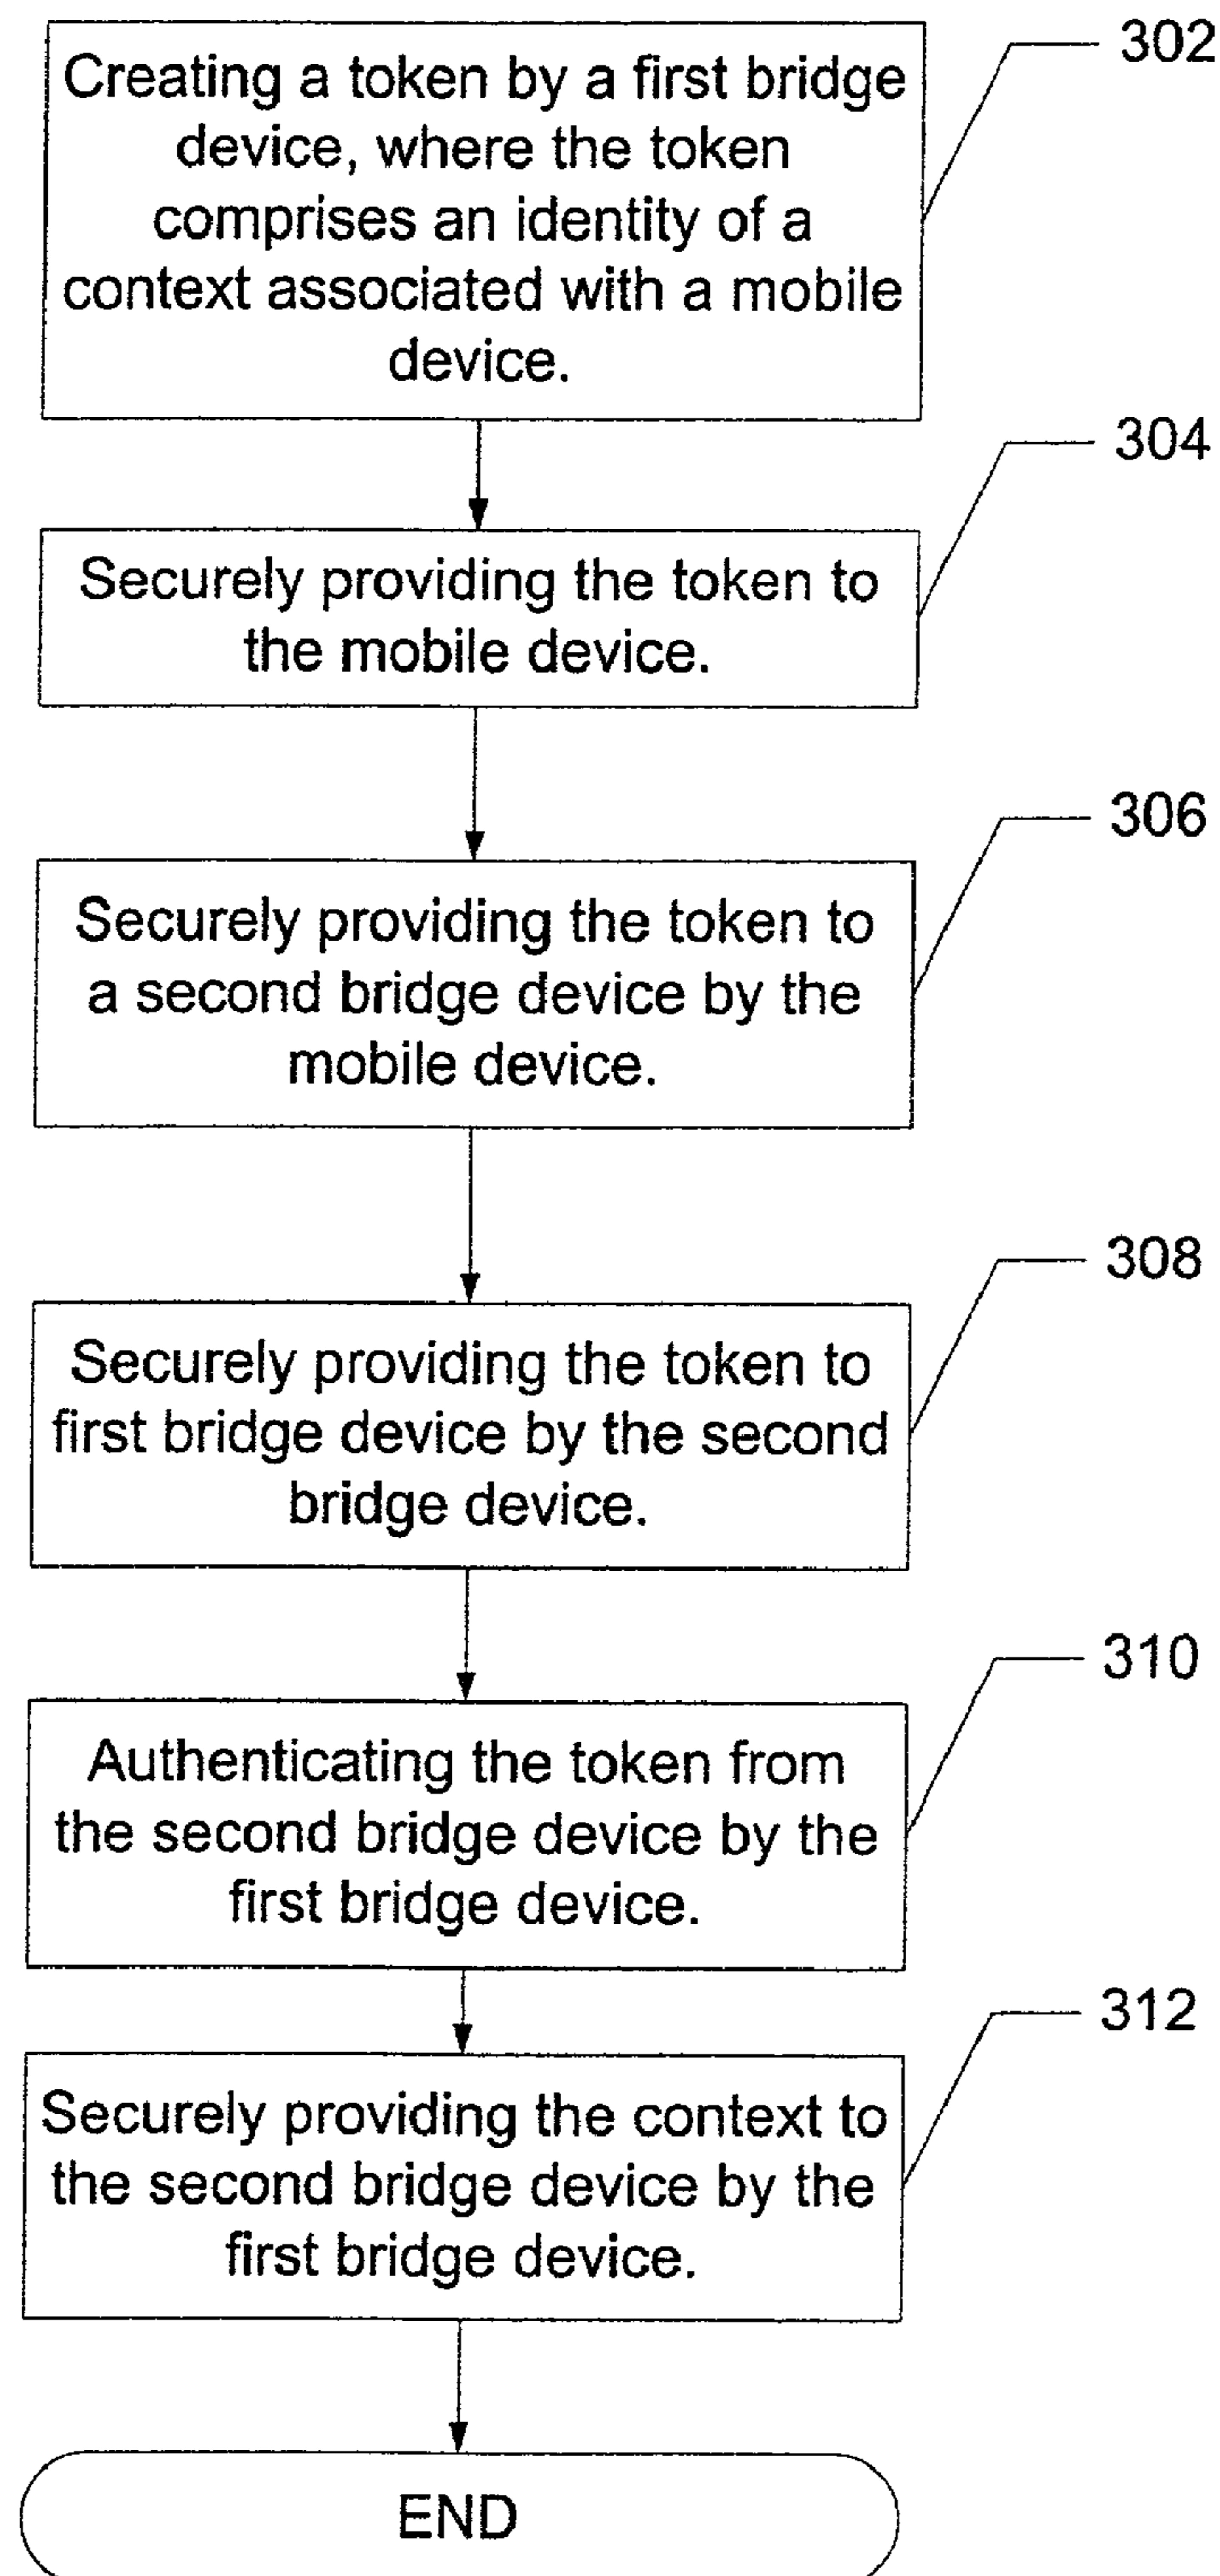 302
Creating a token by a first bridge
device, where the token
comprises an identity of a
context associated with a mobile
device.
304
Securely providing the token to
the mobile device.
306
Securely providing the token to
a second bridge device by the
mobile device.
308
Securely providing the token to
first bridge device by the second
bridge device.
310
Authenticating the token from
the second bridge device by the
first bridge device.
312
Securely providing the context to
the second bridge device by the
first bridge device.
END